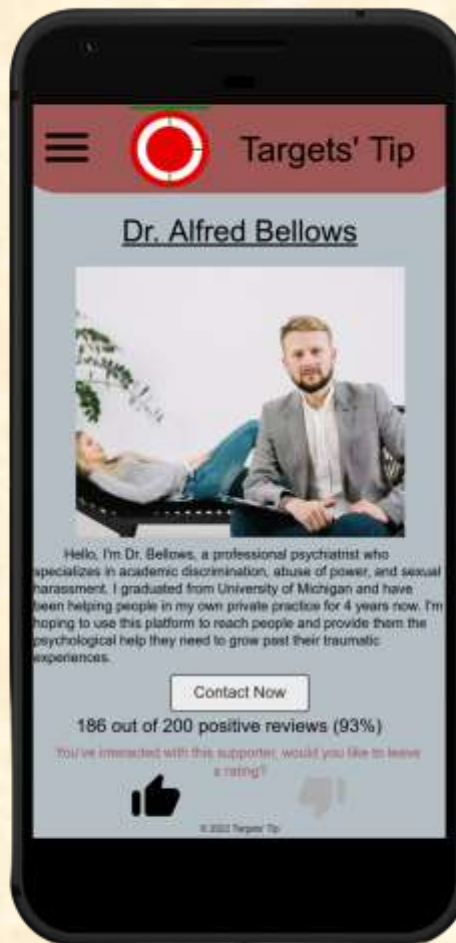 Targets' Tip
Dr. Alfred Bellows
Hello, I'm Dr. Bellows, a professional psychiatrist who
specializes in academic discrimination, abuse of power, and sexual
harassment. I graduated from University of Michigan and have
been helping people in my own private practice for 4 years now. I'm
hoping to use this platform to reach people and provide them the
psychological help they need to grow past their traumatic
experiences.
Contact Now
186 out of 200 positive reviews (93%)
You've interacted with this supporter, would you like to leave
a rating?
© 2022 Targets' Tip